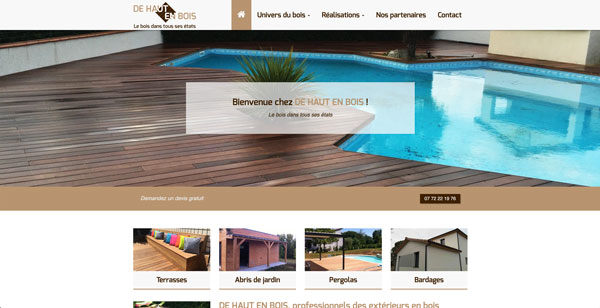 DE HAUT
EN BOIS
Le bois dans tous ses états
Univers du bois
Réalisations
Nos partenaires
Contact
Bienvenue chez DE HAUT EN BOIS !
Le bois dans tous ses états
Demandez un devis gratuit
07 72 22 19 76
Terrasses
Abris de jardin
Pergolas
Bardages
DE HAUT EN BOIS, professionnels des extérieurs en bois